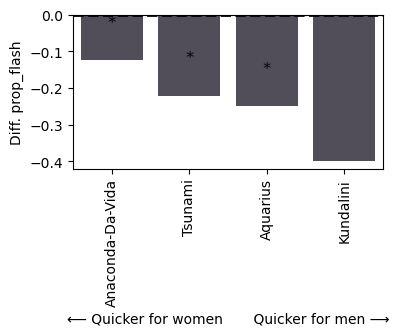 Diff. prop_flash
0.0
−0.1
−0.2
−0.3
−0.4
*
*
*
Anaconda-Da-Vida
Tsunami
Aquarius
Kundalini
⟵ Quicker for women
Quicker for men ⟶